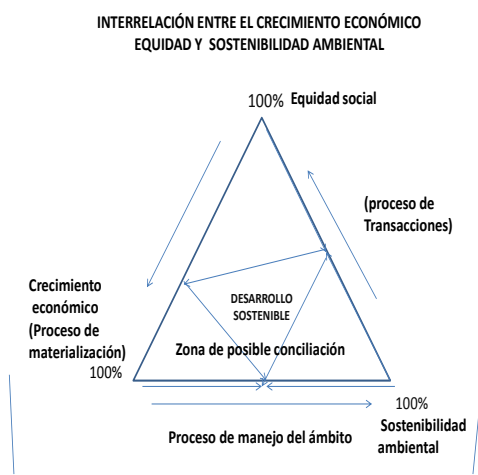 INTERRELACIÓN ENTRE EL CRECIMIENTO ECONÓMICO
EQUIDAD Y SOSTENIBILIDAD AMBIENTAL
100% Equidad social
(proceso de
Transacciones)
Crecimiento
económico
(Proceso de
materialización)
100%
DESARROLLO
SOSTENIBLE
Zona de posible conciliación
100%
Sostenibilidad
ambiental
Proceso de manejo del ámbito